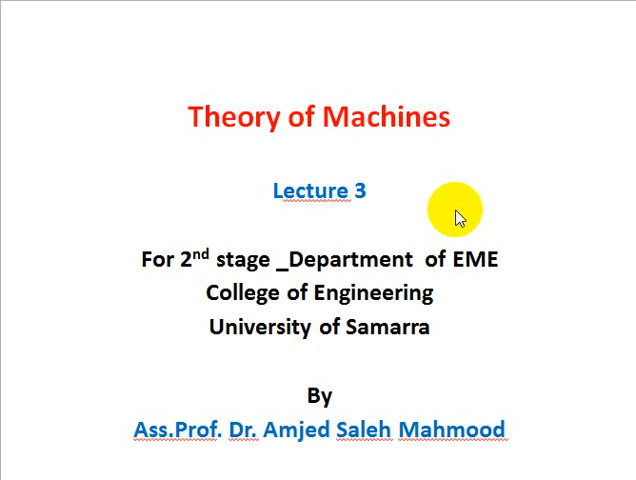 Theory of Machines
Lecture 3
For 2nd stage _Department of EME
College of Engineering
University of Samarra
By
Ass.Prof. Dr. Amjed Saleh Mahmood